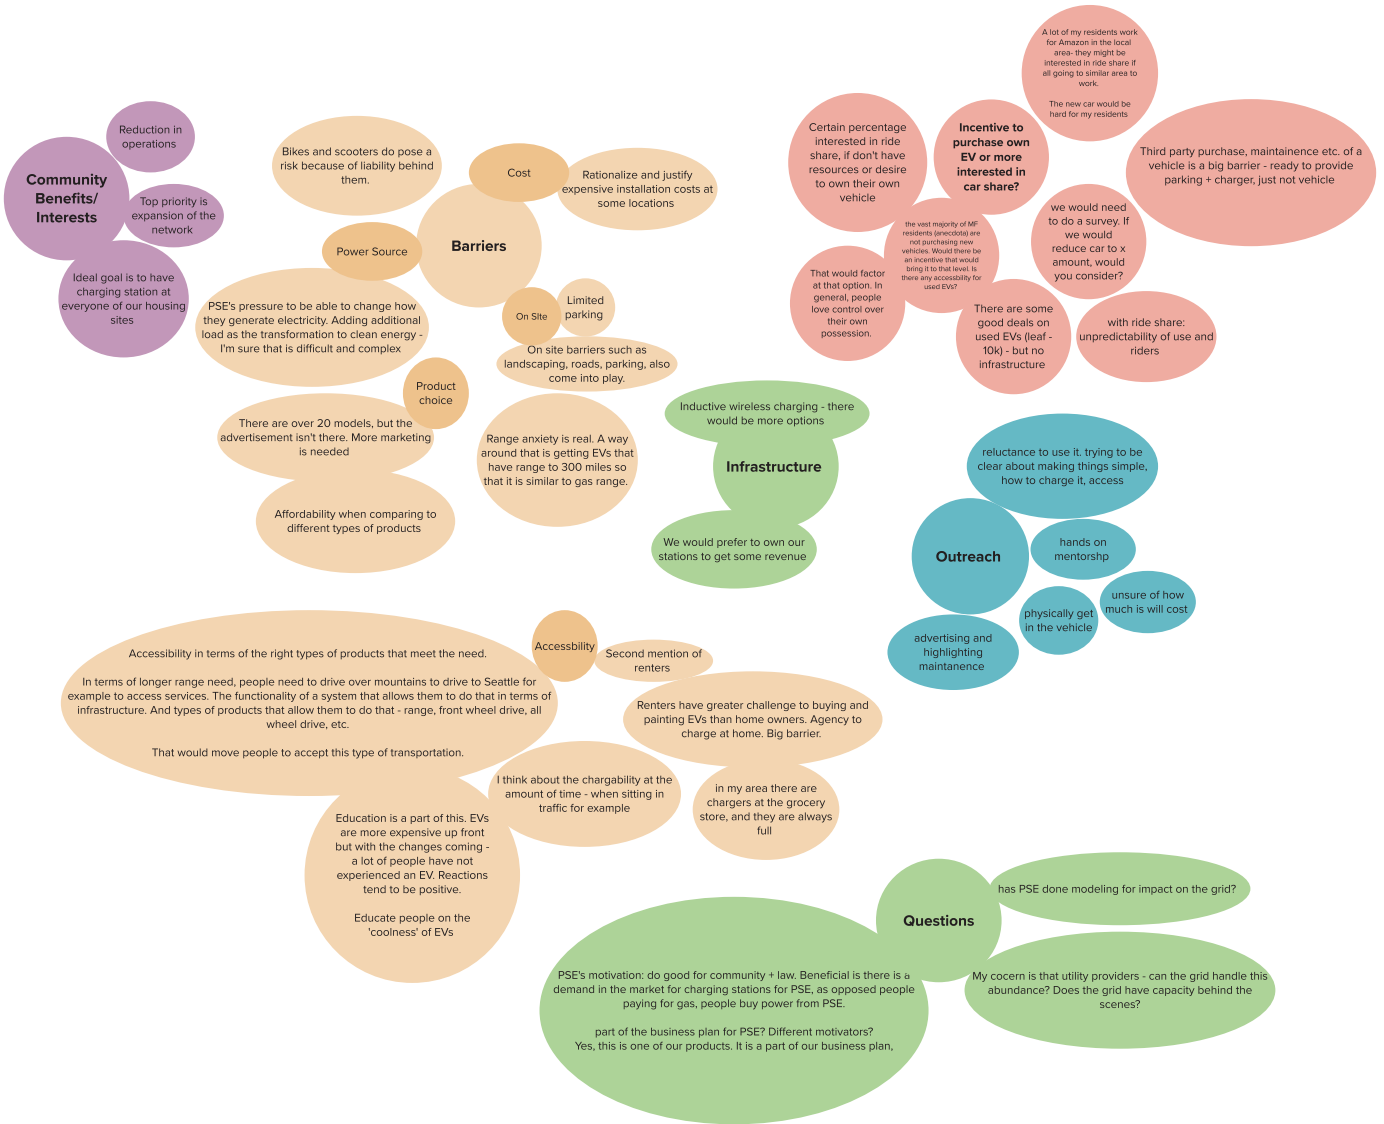 Community
Benefits/
Interests
Reduction in
operations
Top priority is
expansion of the
network
Ideal goal is to have
charging station at
everyone of our housing
sites
Barriers
Bikes and scooters do pose a
risk because of liability behind
them.
Cost
Rationalize and justify
expensive installation costs at
some locations
Power Source
PSE's pressure to be able to change how
they generate electricity. Adding additional
load as the transformation to clean energy -
I'm sure that is difficult and complex
On SIte
Limited
parking
On site barriers such as
landscaping, roads, parking, also
come into play.
Product
choice
There are over 20 models, but the
advertisement isn't there. More marketing
is needed
Affordability when comparing to
different types of products
Range anxiety is real. A way
around that is getting EVs that
have range to 300 miles so
that it is similar to gas range.
Accessbility
Second mention of
renters
Renters have greater challenge to buying and
painting EVs than home owners. Agency to
charge at home. Big barrier.
in my area there are
chargers at the grocery
store, and they are always
full
I think about the chargability at the
amount of time - when sitting in
traffic for example
Accessibility in terms of the right types of products that meet the need.
In terms of longer range need, people need to drive over mountains to drive to Seattle for
example to access services. The functionality of a system that allows them to do that in terms of
infrastructure. And types of products that allow them to do that - range, front wheel drive, all
wheel drive, etc.
That would move people to accept this type of transportation.
Education is a part of this. EVs
are more expensive up front
but with the changes coming -
a lot of people have not
experienced an EV. Reactions
tend to be positive.
Educate people on the
'coolness' of EVs
Incentive to
purchase own
EV or more
interested in
car share?
A lot of my residents work
for Amazon in the local
area- they might be
interested in ride share if
all going to similar area to
work.
The new car would be
hard for my residents
Certain percentage
interested in ride
share, if don't have
resources or desire
to own their own
vehicle
Third party purchase, maintainence etc. of a
vehicle is a big barrier - ready to provide
parking + charger, just not vehicle
the vast majority of MF
residents (anecdota) are
not purchasing new
vehicles. Would there be
an incentive that would
bring it to that level. Is
there any accessbility for
used EVs?
we would need
to do a survey. If
we would
reduce car to x
amount, would
you consider?
That would factor
at that option. In
general, people
love control over
their own
possession.
There are some
good deals on
used EVs (leaf -
10k) - but no
infrastructure
with ride share:
unpredictability of use and
riders
Inductive wireless charging - there
would be more options
Infrastructure
We would prefer to own our
stations to get some revenue
reluctance to use it. trying to be
clear about making things simple,
how to charge it, access
Outreach
hands on
mentorshp
unsure of how
much is will cost
physically get
in the vehicle
advertising and
highlighting
maintanence
Questions
has PSE done modeling for impact on the grid?
My cocern is that utility providers - can the grid handle this
abundance? Does the grid have capacity behind the
scenes?
PSE's motivation: do good for community + law. Beneficial is there is a
demand in the market for charging stations for PSE, as opposed people
paying for gas, people buy power from PSE.
part of the business plan for PSE? Different motivators?
Yes, this is one of our products. It is a part of our business plan,